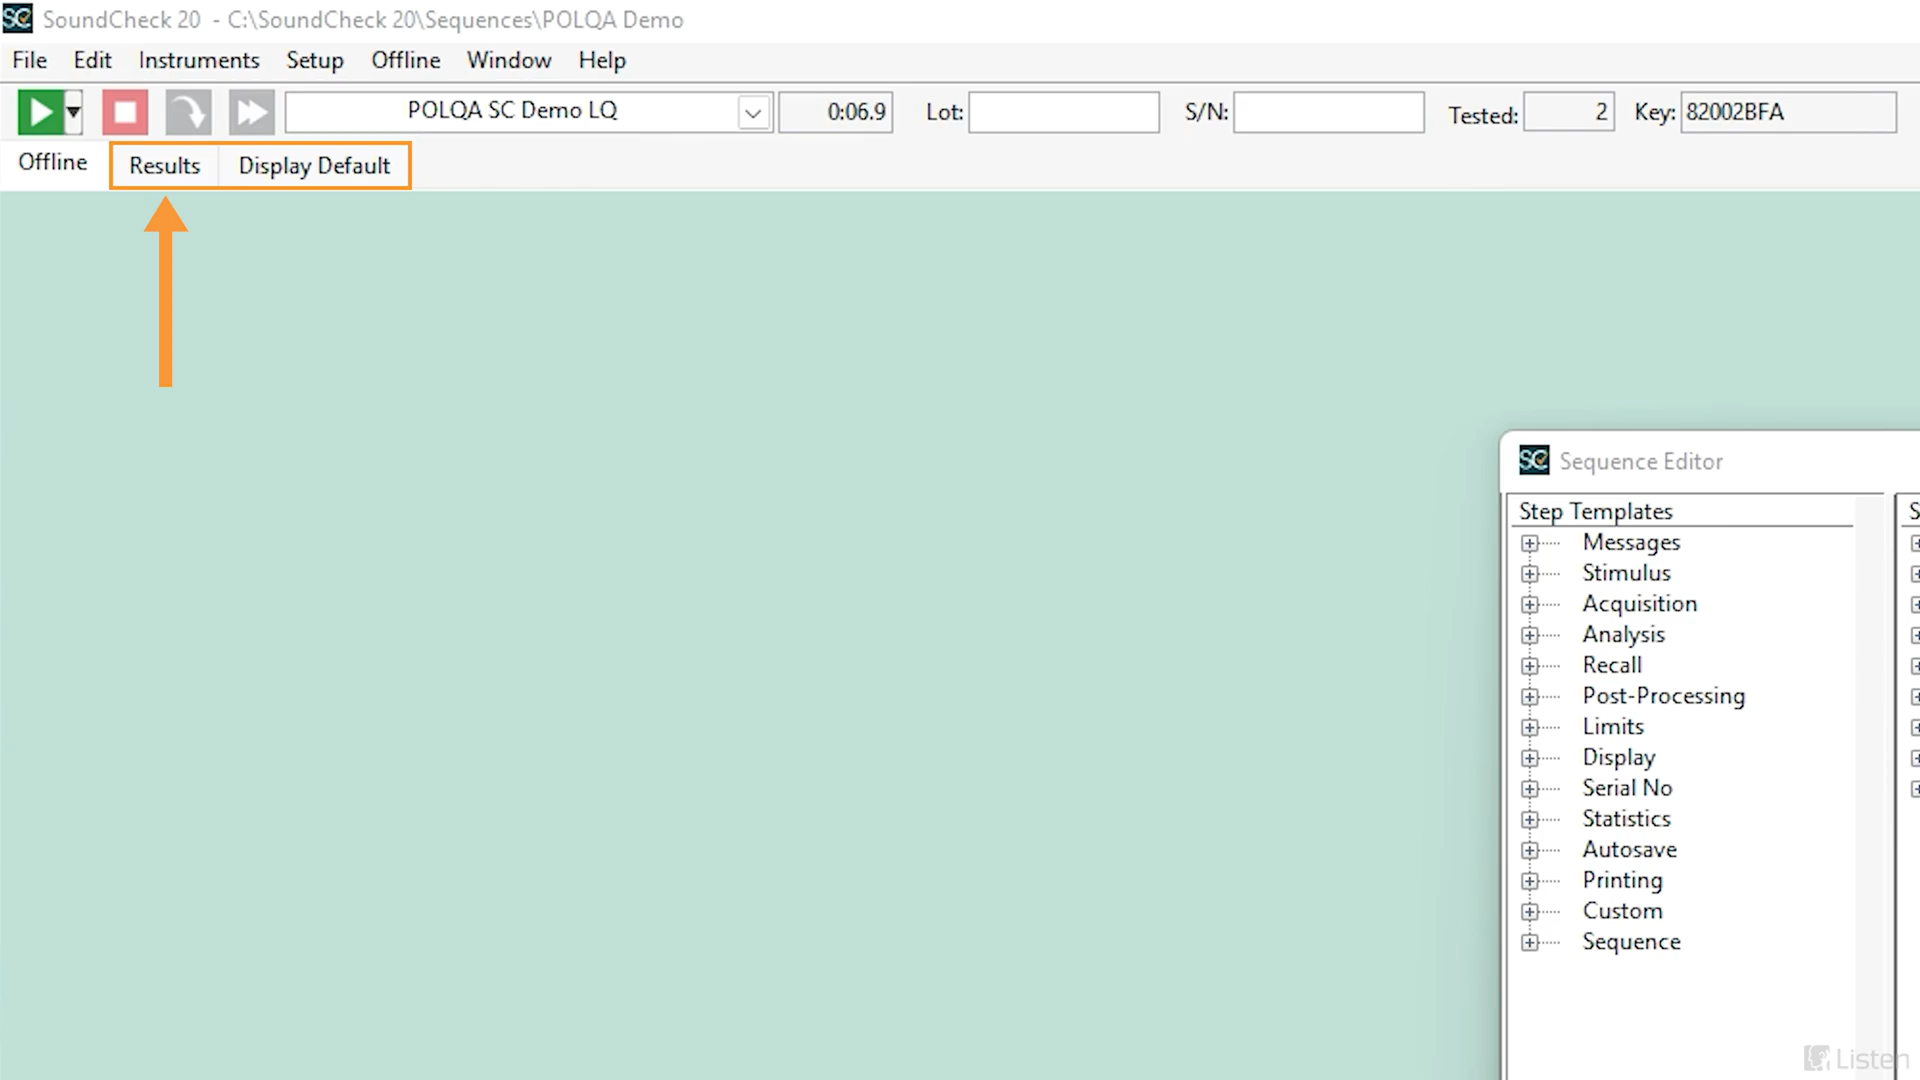 SC SoundCheck 20 - C:\SoundCheck 20\Sequences\POLQA Demo
File Edit Instruments Setup Offline Window Help
POLQA SC Demo LQ 0:06.9 Lot: S/N: Tested: 2 Key: 82002BFA
Offline Results Display Default
SC Sequence Editor
Step Templates S
Messages
Stimulus
Acquisition
Analysis
Recall
Post-Processing
Limits
Display
Serial No
Statistics
Autosave
Printing
Custom
Sequence
Listen